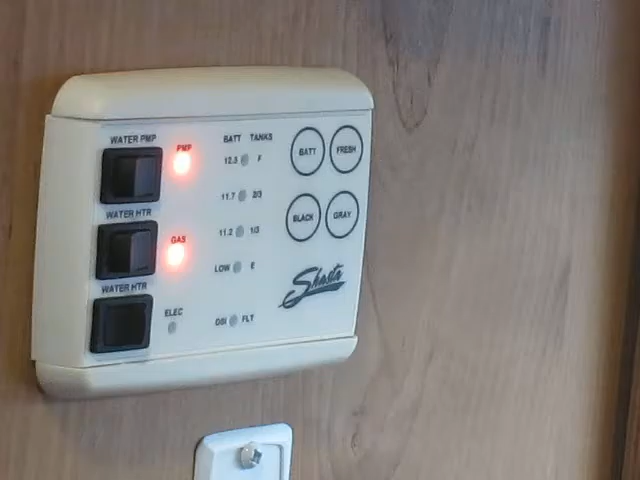 WATER PMP
PMP
BATT TANKS
12.5 F
BATT
FRESH
11.7 2/3
WATER HTR
GAS
11.2 1/3
BLACK
GRAY
LOW E
WATER HTR
ELEC
DSI FLT
Shasta